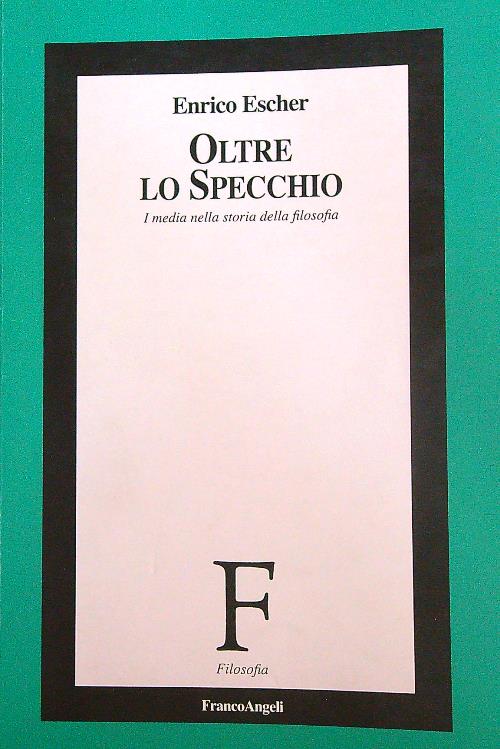 Enrico Escher
OLTRE
LO SPECCHIO
I media nella storia della filosofia
F
Filosofia
FrancoAngeli